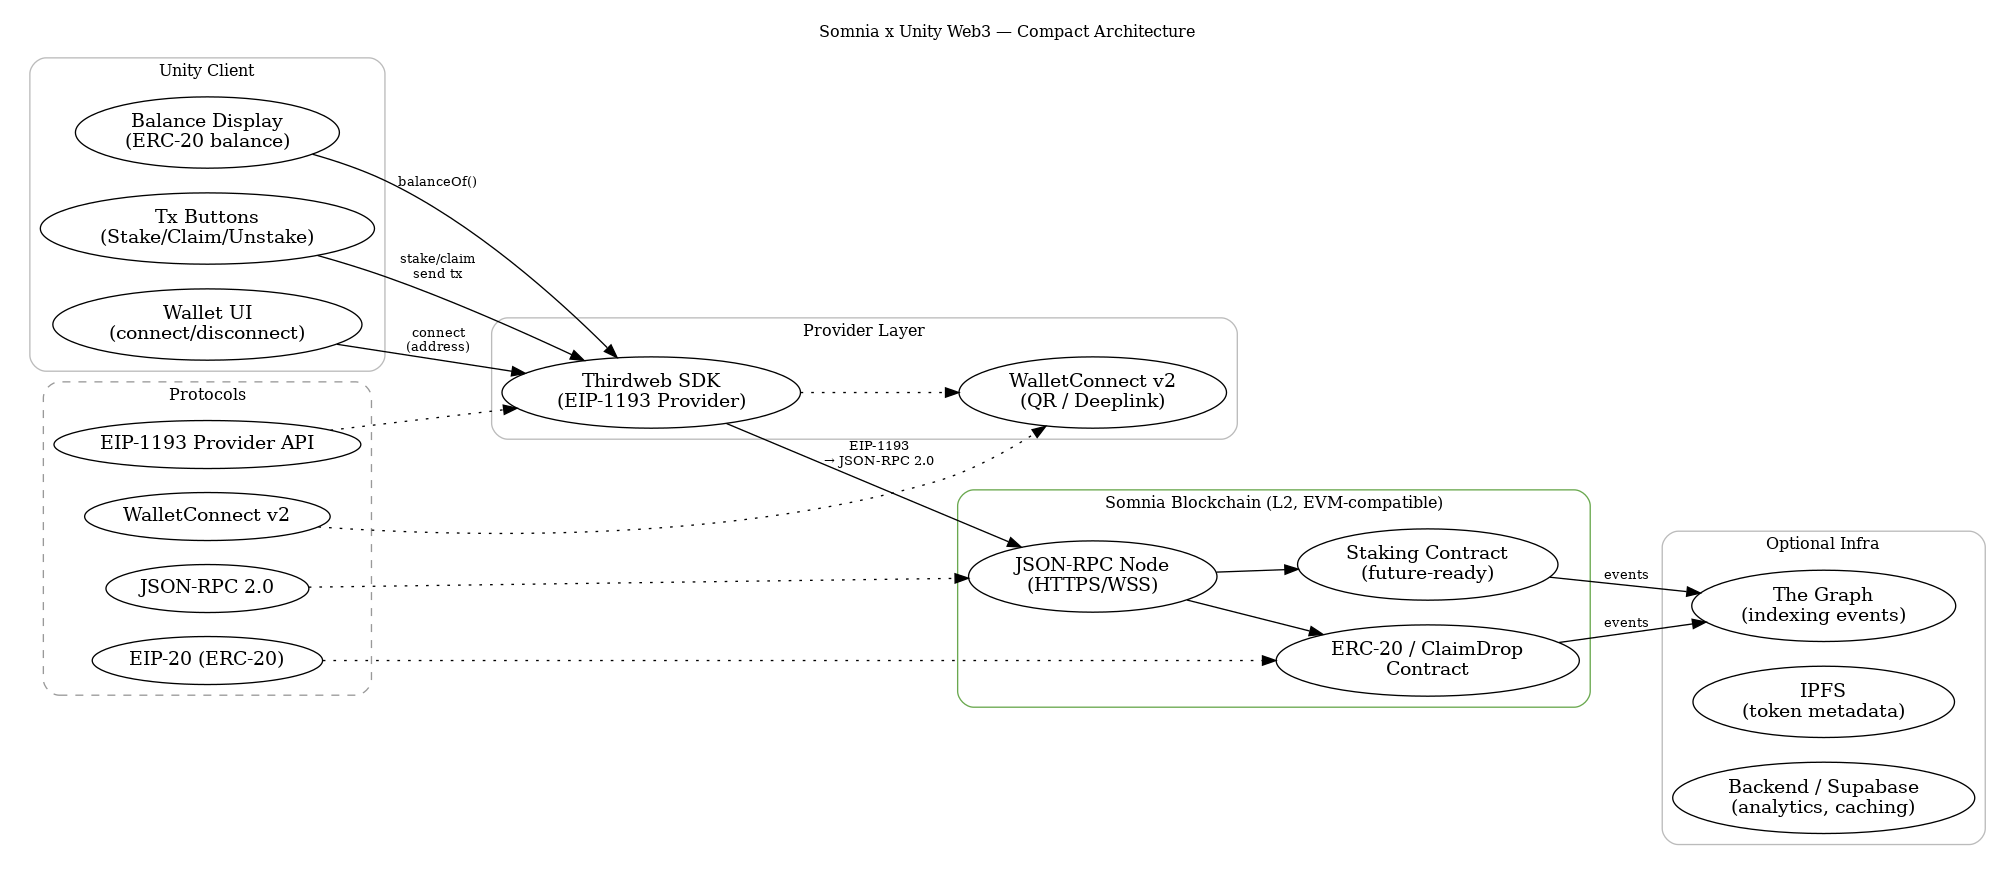 Somnia x Unity Web3 — Compact Architecture
Unity Client
Balance Display
(ERC-20 balance)
Tx Buttons
(Stake/Claim/Unstake)
Wallet UI
(connect/disconnect)
balanceOf()
stake/claim
send tx
connect
(address)
Protocols
EIP-1193 Provider API
WalletConnect v2
JSON-RPC 2.0
EIP-20 (ERC-20)
Provider Layer
Thirdweb SDK
(EIP-1193 Provider)
WalletConnect v2
(QR / Deeplink)
EIP-1193
→ JSON-RPC 2.0
Somnia Blockchain (L2, EVM-compatible)
JSON-RPC Node
(HTTPS/WSS)
Staking Contract
(future-ready)
ERC-20 / ClaimDrop
Contract
events
events
Optional Infra
The Graph
(indexing events)
IPFS
(token metadata)
Backend / Supabase
(analytics, caching)